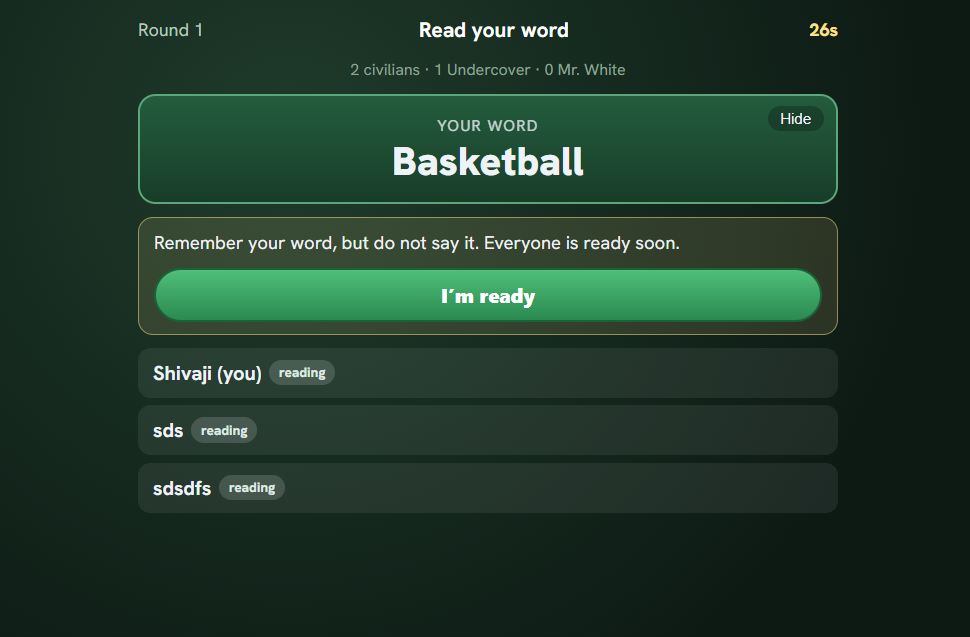 Round 1
Read your word
26s
2 civilians · 1 Undercover · 0 Mr. White
YOUR WORD
Hide
Basketball
Remember your word, but do not say it. Everyone is ready soon.
I’m ready
Shivaji (you) reading
sds reading
sdsdfs reading